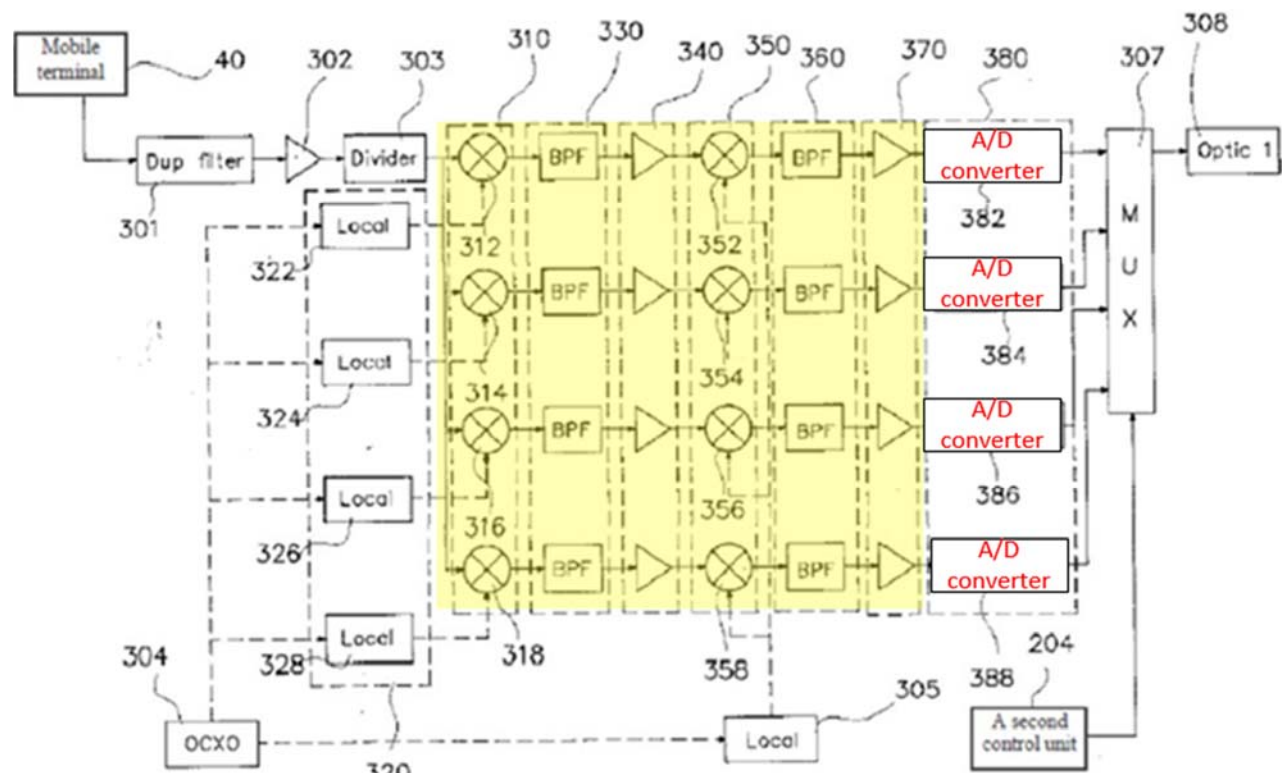 Mobile
terminal
40
302
303
310
330
340
350
360
370
380
307
308
Dup filter
301
Divider
BPF
BPF
A/D
converter
382
MUX
Optic 1
Local
322
312
352
BPF
BPF
A/D
converter
384
Local
324
314
354
BPF
BPF
A/D
converter
386
Local
326
316
356
BPF
BPF
A/D
converter
388
Local
328
318
358
304
305
204
OCXO
320
Local
A second
control unit